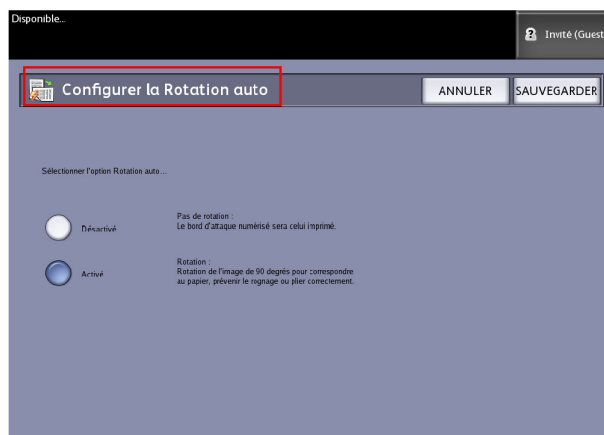 Disponible...
Invité (Guest
Configurer la Rotation auto
ANNULER
SAUVEGARDER
Sélectionner l'option Rotation auto...
Désactivé
Pas de rotation :
Le bord d'attaque numérisé sera celui imprimé.
Activé
Rotation :
Rotation de l'image de 90 degrés pour correspondre
au papier, prévenir le rognage ou plier correctement.